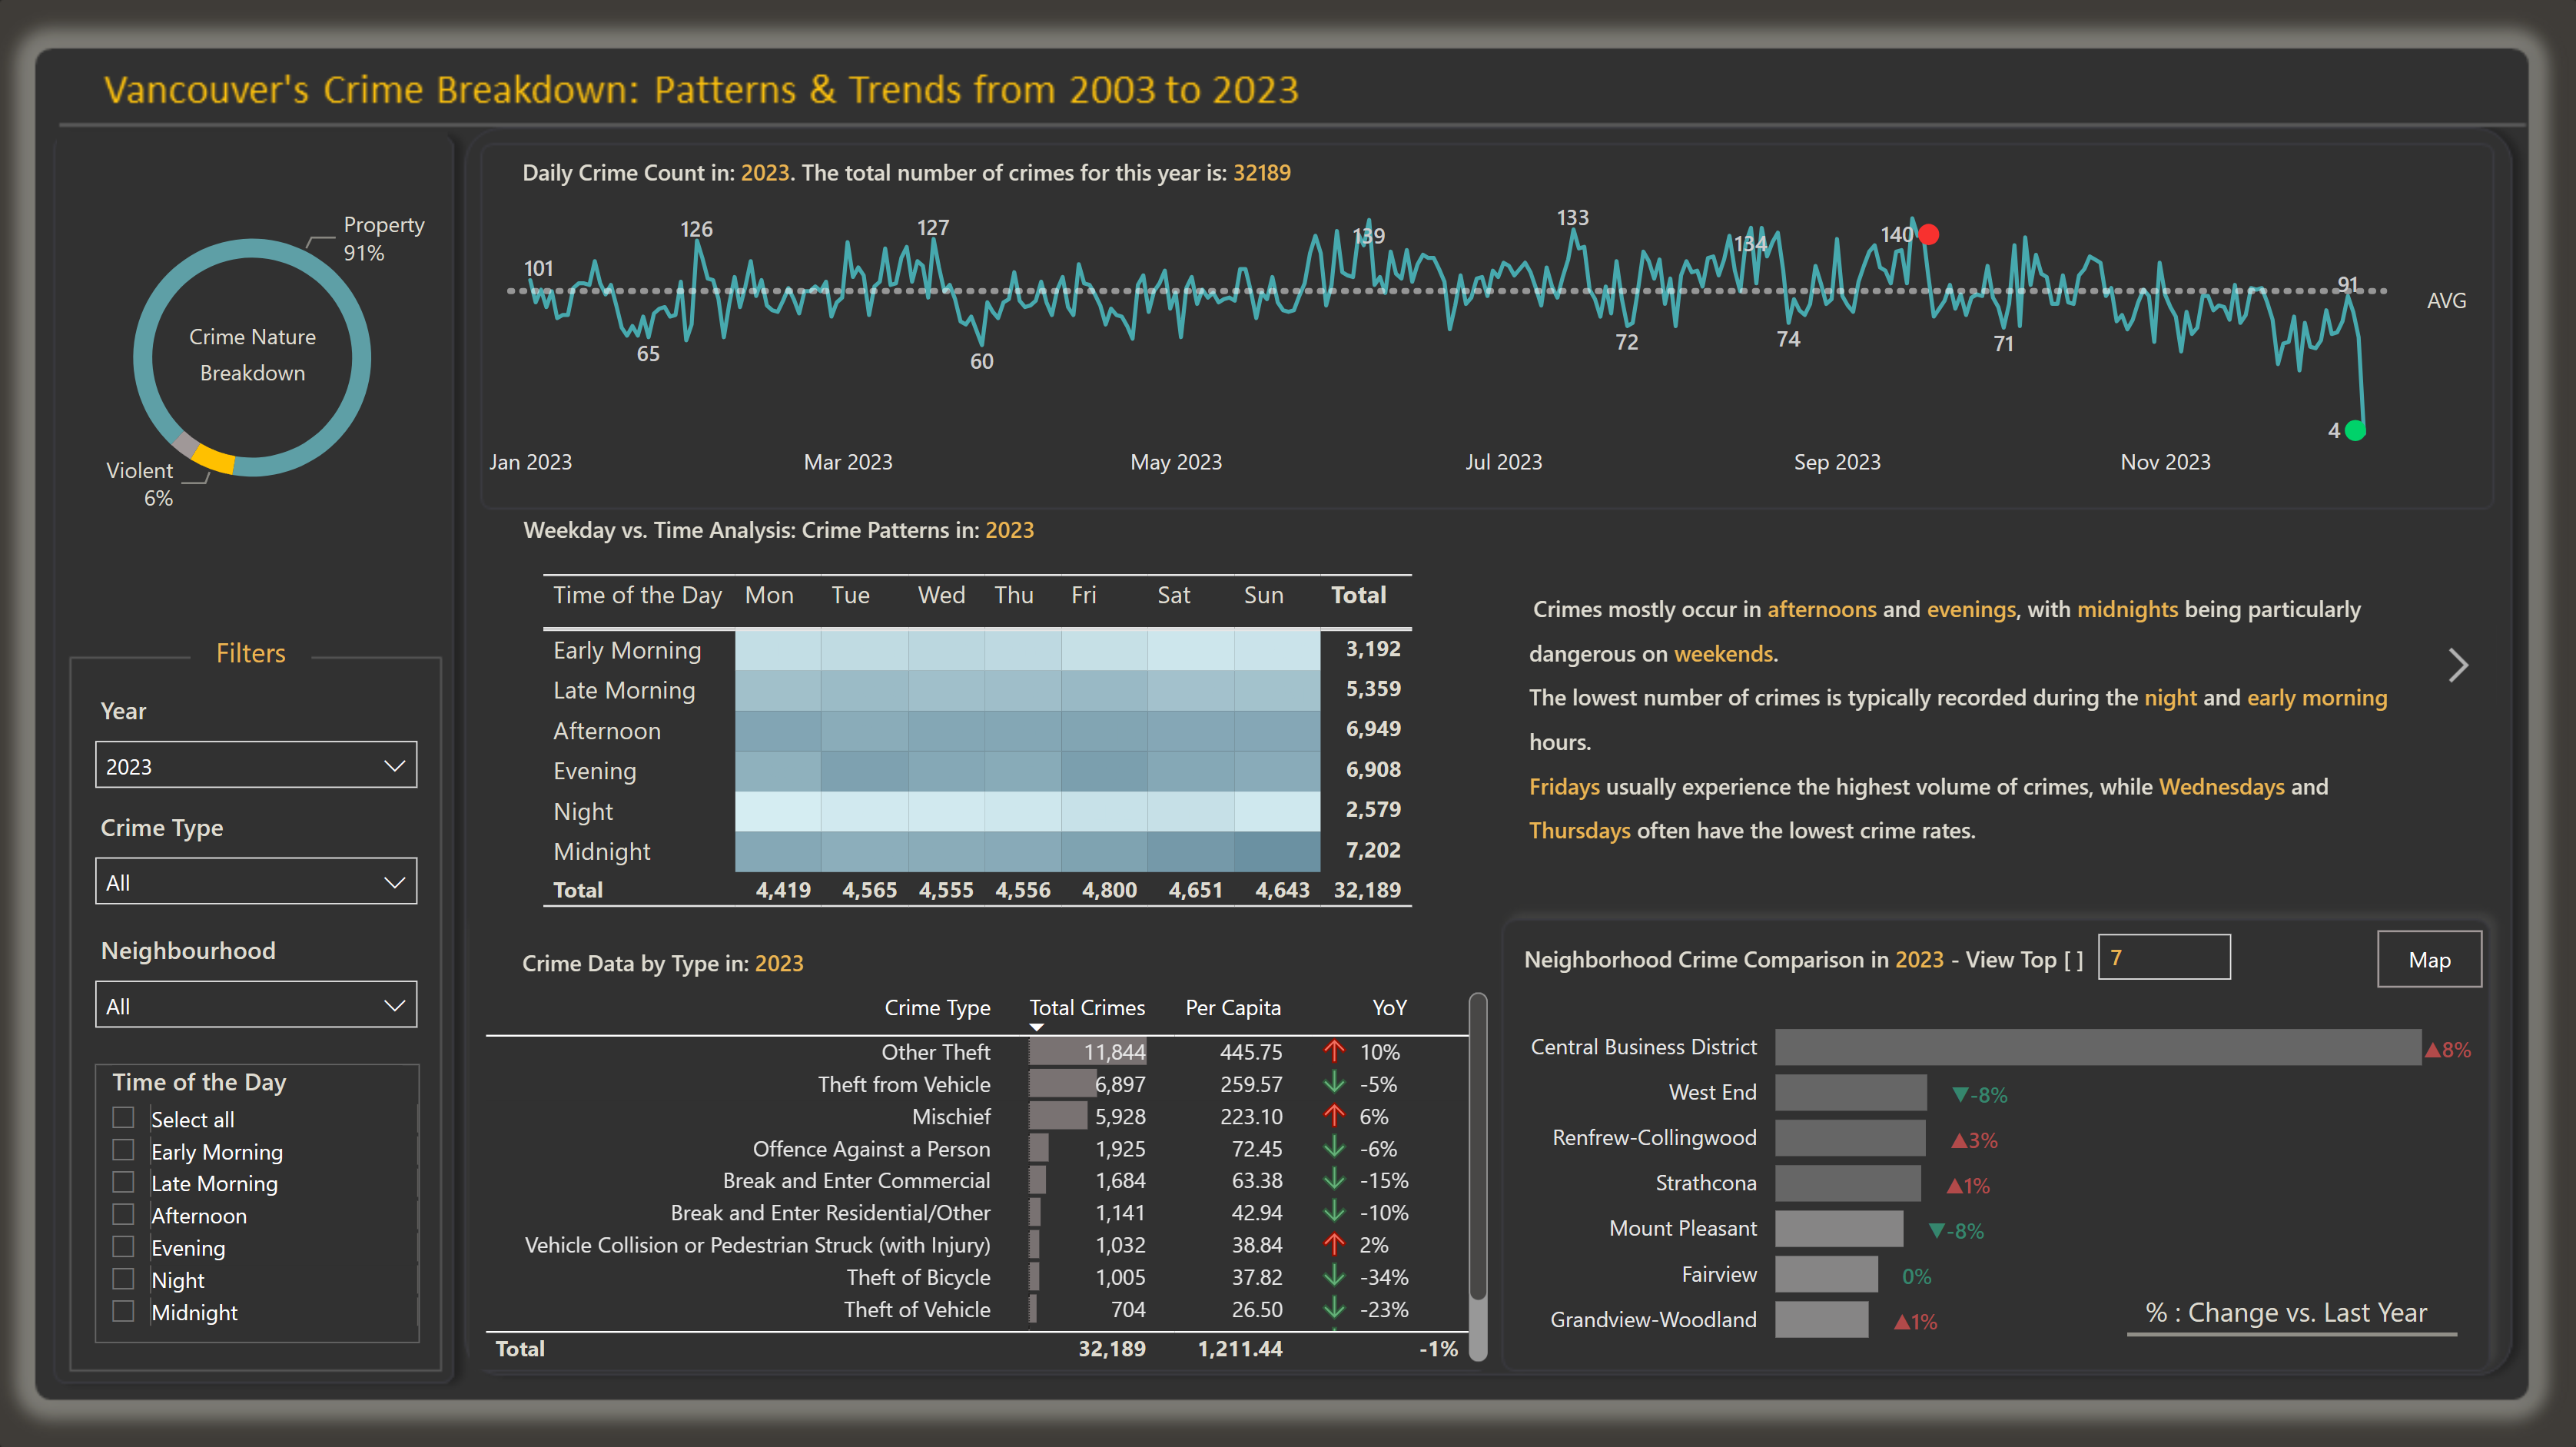 Vancouver's Crime Breakdown: Patterns & Trends from 2003 to 2023
Property
91%
Crime Nature
Breakdown
Violent
6%
Filters
Year
2023
Crime Type
All
Neighbourhood
All
Time of the Day
Select all
Early Morning
Late Morning
Afternoon
Evening
Night
Midnight
Daily Crime Count in: 2023. The total number of crimes for this year is: 32189
101
65
126
127
60
139
133
72
134
74
140
71
91
4
AVG
Jan 2023 Mar 2023 May 2023 Jul 2023 Sep 2023 Nov 2023
Weekday vs. Time Analysis: Crime Patterns in: 2023
Time of the Day Mon Tue Wed Thu Fri Sat Sun Total
Early Morning 3,192
Late Morning 5,359
Afternoon 6,949
Evening 6,908
Night 2,579
Midnight 7,202
Total 4,419 4,565 4,555 4,556 4,800 4,651 4,643 32,189
Crimes mostly occur in afternoons and evenings, with midnights being particularly
dangerous on weekends.
The lowest number of crimes is typically recorded during the night and early morning
hours.
Fridays usually experience the highest volume of crimes, while Wednesdays and
Thursdays often have the lowest crime rates.
Crime Data by Type in: 2023
Crime Type Total Crimes Per Capita YoY
Other Theft 11,844 445.75 10%
Theft from Vehicle 6,897 259.57 -5%
Mischief 5,928 223.10 6%
Offence Against a Person 1,925 72.45 -6%
Break and Enter Commercial 1,684 63.38 -15%
Break and Enter Residential/Other 1,141 42.94 -10%
Vehicle Collision or Pedestrian Struck (with Injury) 1,032 38.84 2%
Theft of Bicycle 1,005 37.82 -34%
Theft of Vehicle 704 26.50 -23%
Total 32,189 1,211.44 -1%
Neighborhood Crime Comparison in 2023 - View Top [ ] 7
Map
Central Business District ▲8%
West End ▼-8%
Renfrew-Collingwood ▲3%
Strathcona ▲1%
Mount Pleasant ▼-8%
Fairview 0%
Grandview-Woodland ▲1%
% : Change vs. Last Year